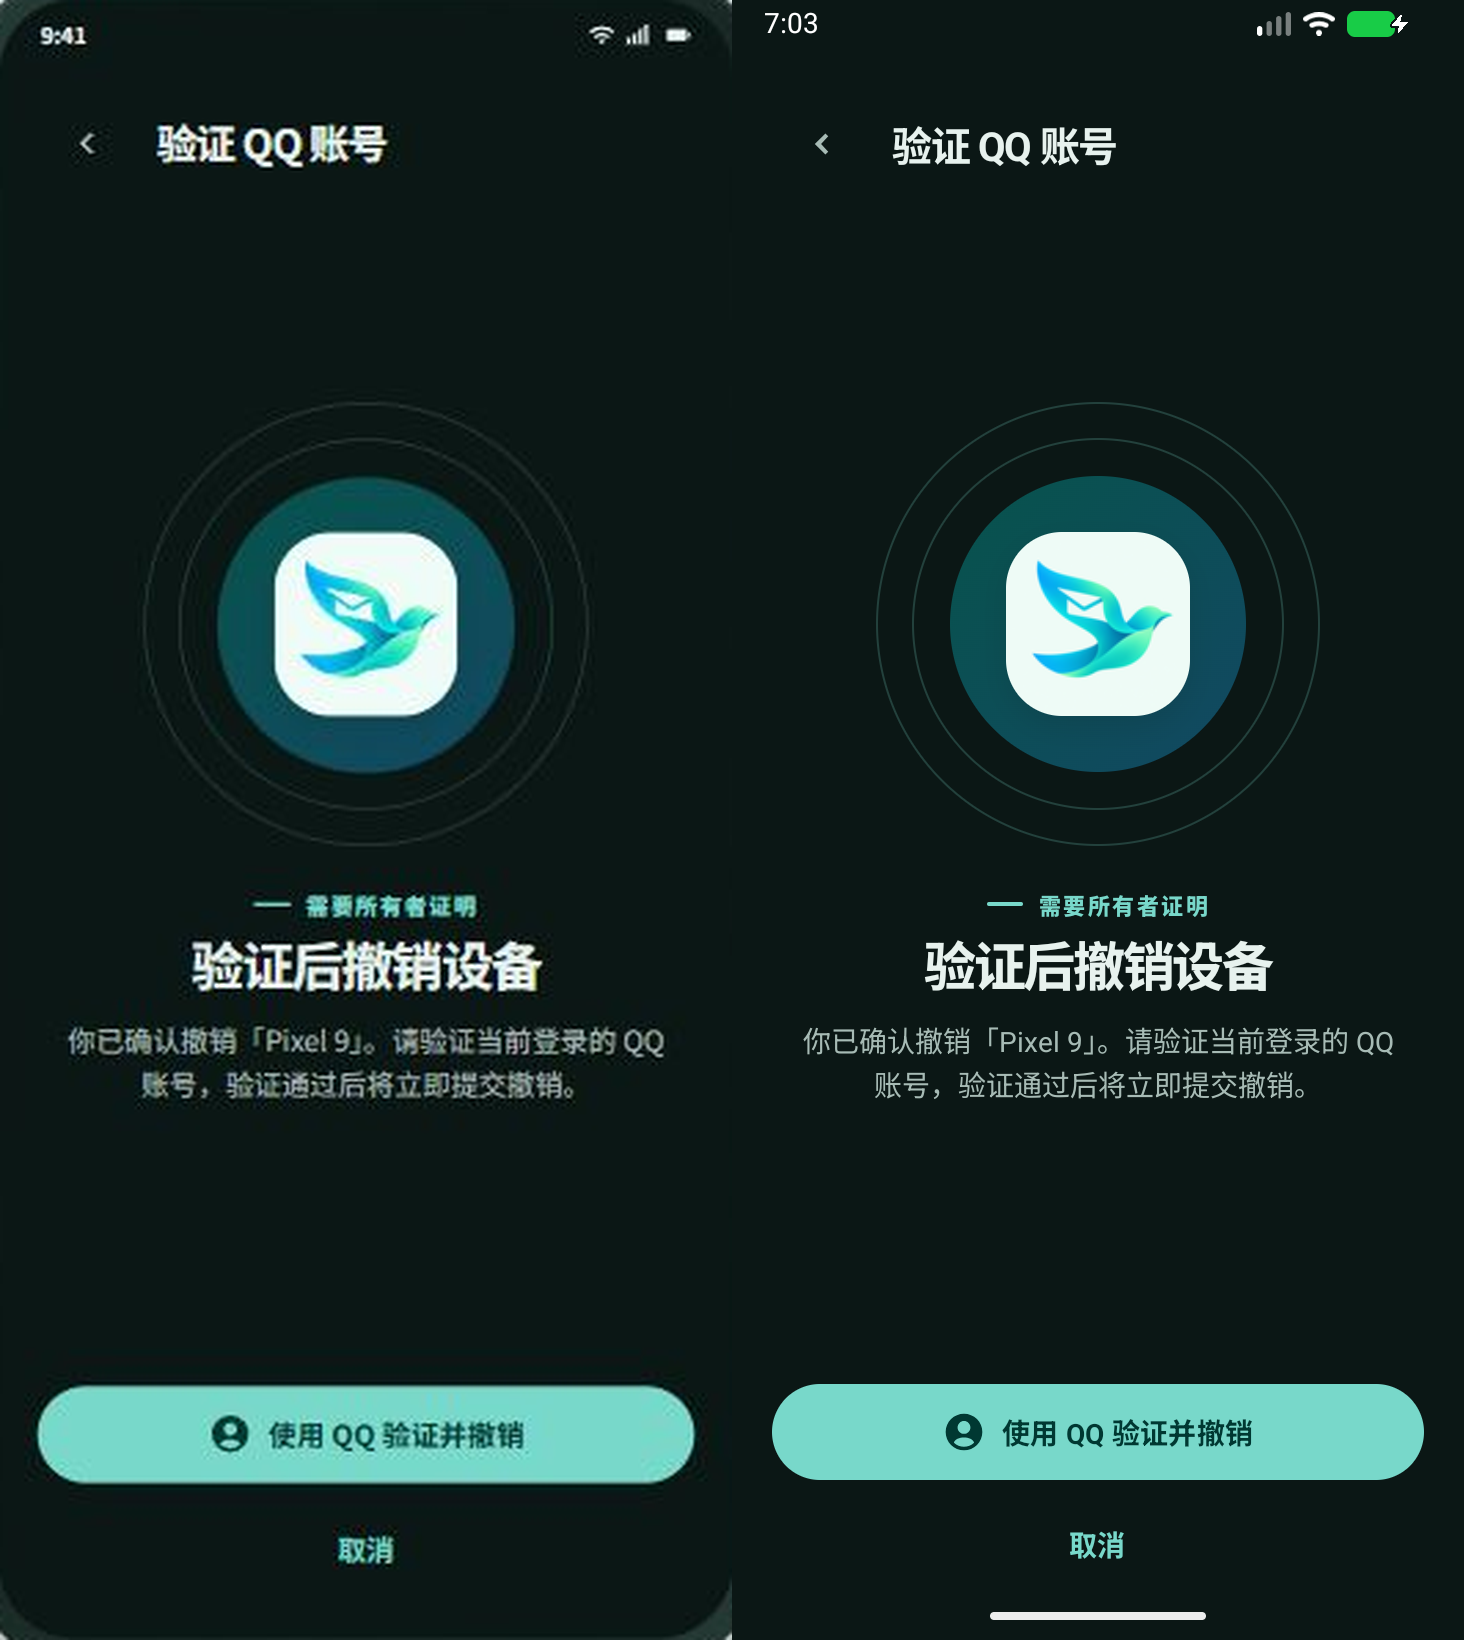 9:41
验证 QQ 账号
需要所有者证明
验证后撤销设备
你已确认撤销「Pixel 9」。请验证当前登录的 QQ
账号，验证通过后将立即提交撤销。
使用 QQ 验证并撤销
取消
7:03
验证 QQ 账号
需要所有者证明
验证后撤销设备
你已确认撤销「Pixel 9」。请验证当前登录的 QQ
账号，验证通过后将立即提交撤销。
使用 QQ 验证并撤销
取消